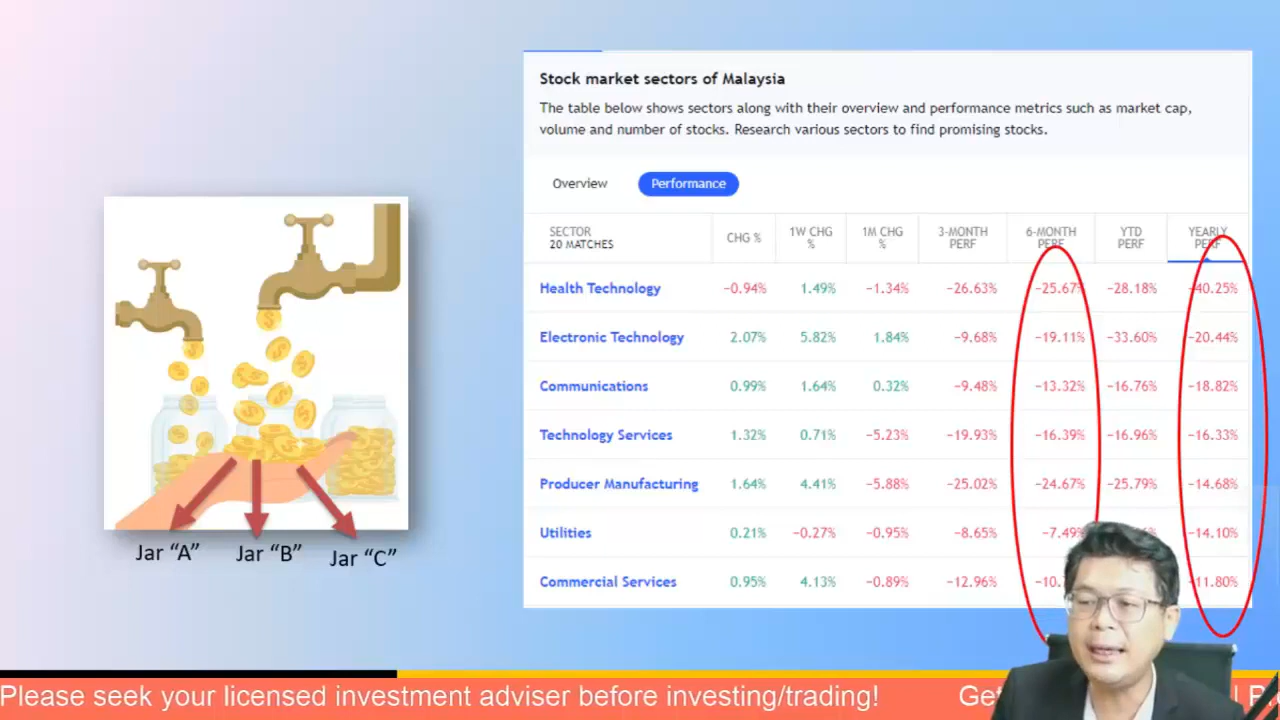 Stock market sectors of Malaysia
The table below shows sectors along with their overview and performance metrics such as market cap,
volume and number of stocks. Research various sectors to find promising stocks.
Overview Performance
SECTOR
20 MATCHES
CHG %
1W CHG
%
1M CHG
%
3-MONTH
PERF
6-MONTH
PERF
YTD
PERF
YEARLY
PERF
Health Technology −0.94% 1.49% −1.34% −26.63% −25.67% −28.18% −40.25%
Electronic Technology 2.07% 5.82% 1.84% −9.68% −19.11% −33.60% −20.44%
Communications 0.99% 1.64% 0.32% −9.48% −13.32% −16.76% −18.82%
Technology Services 1.32% 0.71% −5.23% −19.93% −16.39% −16.96% −16.33%
Producer Manufacturing 1.64% 4.41% −5.88% −25.02% −24.67% −25.79% −14.68%
Utilities 0.21% −0.27% −0.95% −8.65% −7.49% −14.10%
Commercial Services 0.95% 4.13% −0.89% −12.96% −11.80%
Jar “A” Jar “B” Jar “C”
Please seek your licensed investment adviser before investing/trading!